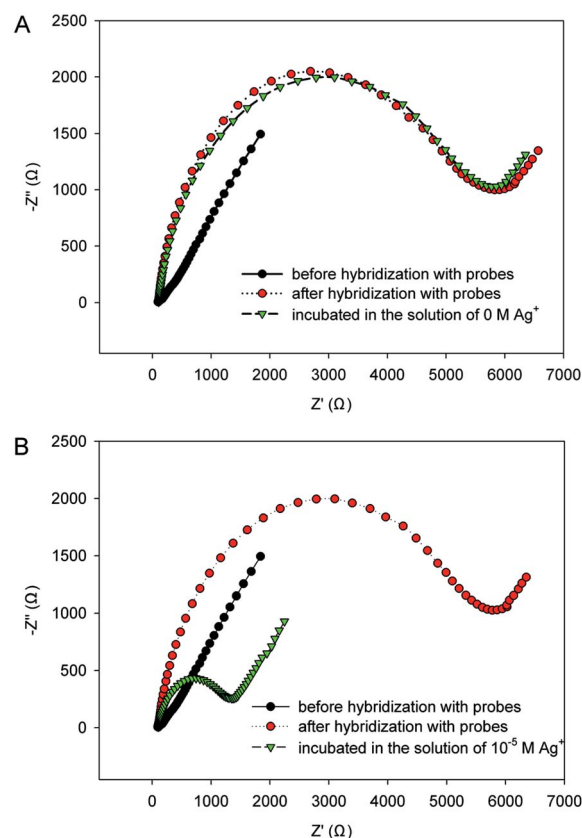 A
2500
2000
1500
1000
500
0
-Z'' (Ω)
before hybridization with probes
after hybridization with probes
incubated in the solution of 0 M Ag⁺
0 1000 2000 3000 4000 5000 6000 7000
Z' (Ω)
B
2500
2000
1500
1000
500
0
-Z'' (Ω)
before hybridization with probes
after hybridization with probes
incubated in the solution of 10⁻⁵ M Ag⁺
0 1000 2000 3000 4000 5000 6000 7000
Z' (Ω)